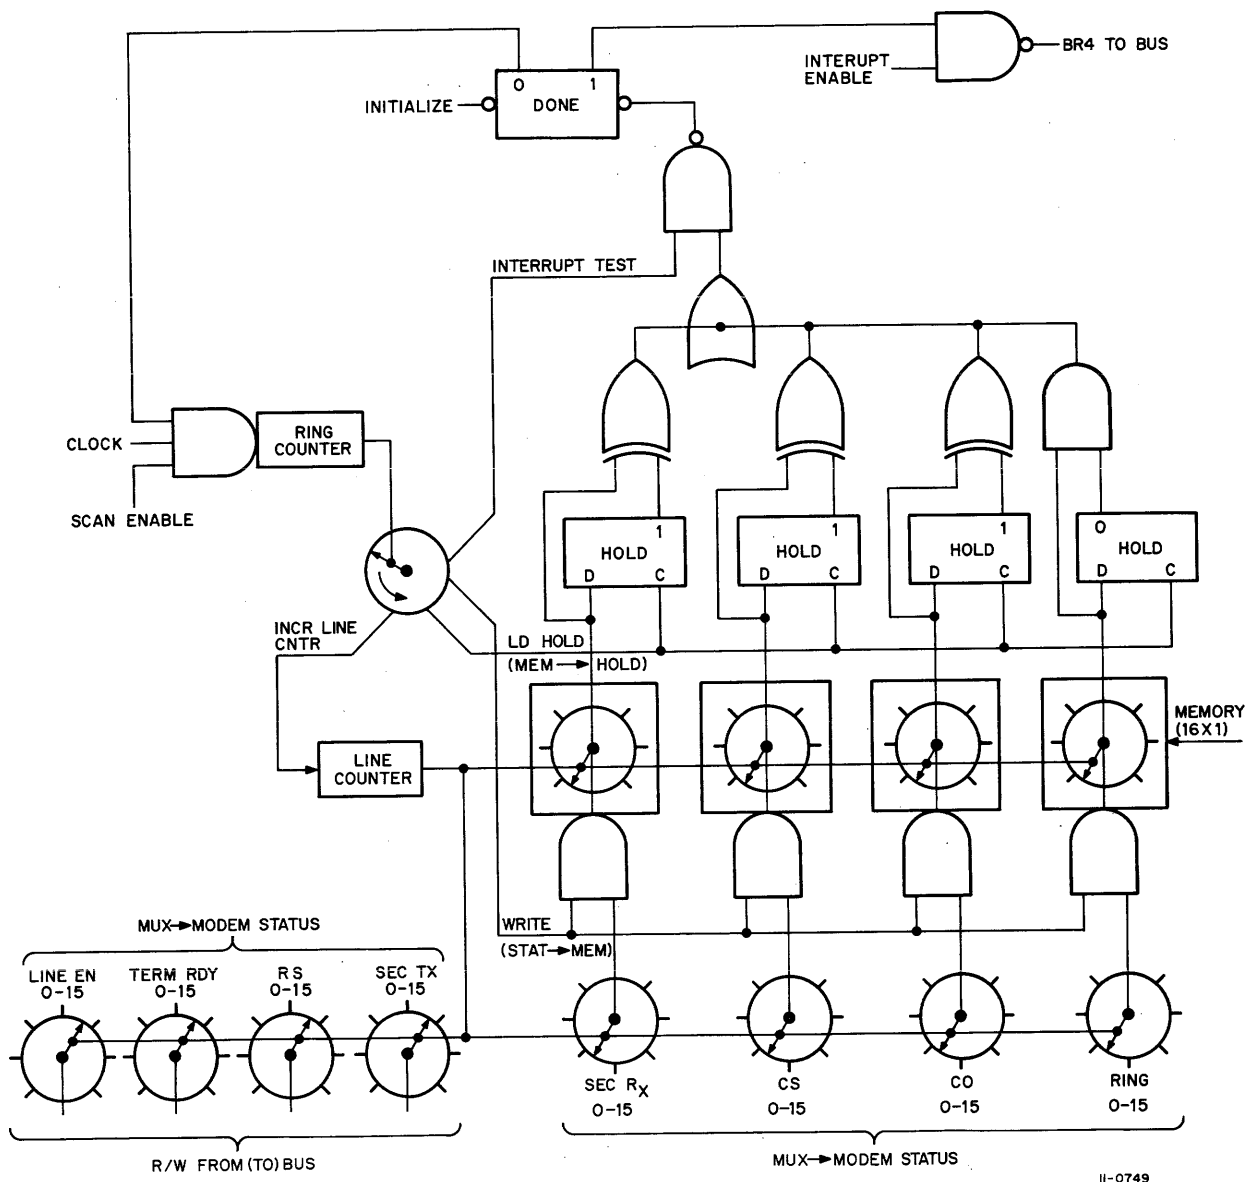 BR4 TO BUS
INTERUPT
ENABLE
0 1
INITIALIZE
DONE
INTERRUPT TEST
CLOCK
RING
COUNTER
SCAN ENABLE
1
HOLD
D C
1
HOLD
D C
1
HOLD
D C
0
HOLD
D C
INCR LINE
CNTR
LD HOLD
(MEM→HOLD)
MEMORY
(16X1)
LINE
COUNTER
WRITE
(STAT→MEM)
MUX→MODEM STATUS
LINE EN
0-15
TERM RDY
0-15
RS
0-15
SEC TX
0-15
SEC RX
0-15
CS
0-15
CO
0-15
RING
0-15
R/W FROM (TO) BUS
MUX→MODEM STATUS
11-0749